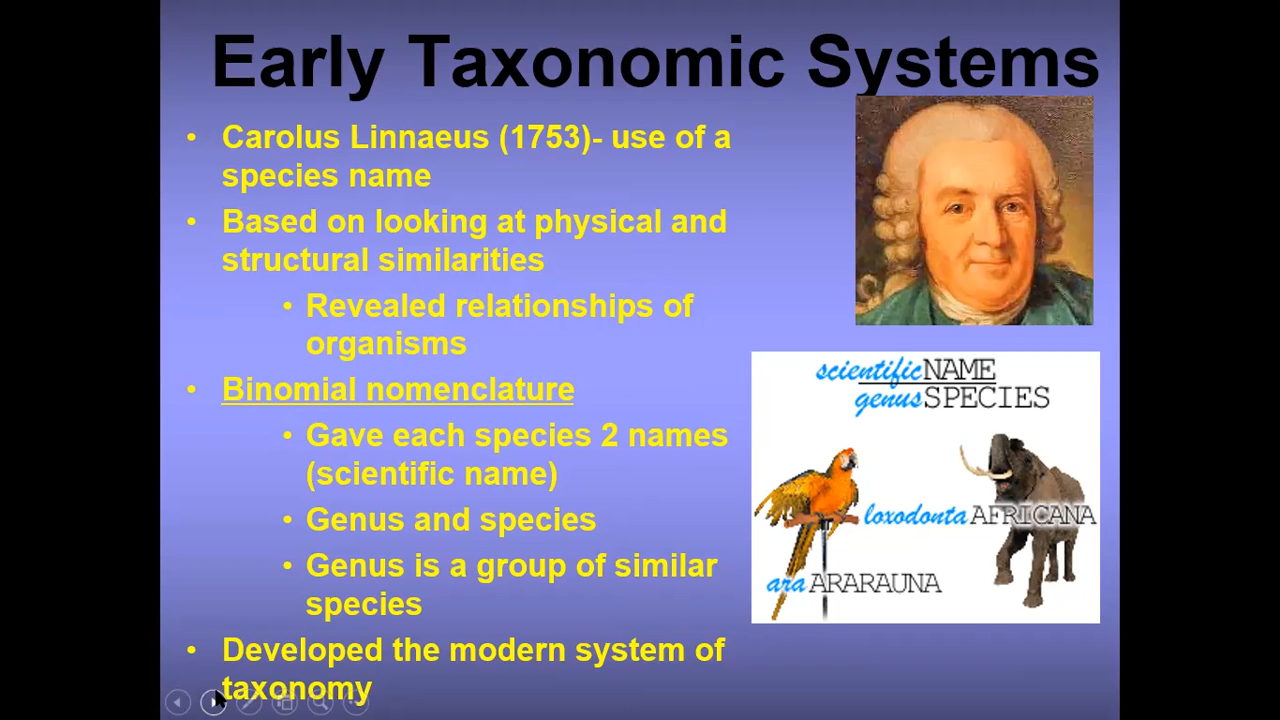 Early Taxonomic Systems
• Carolus Linnaeus (1753)- use of a
species name
• Based on looking at physical and
structural similarities
• Revealed relationships of
organisms
• Binomial nomenclature
• Gave each species 2 names
(scientific name)
• Genus and species
• Genus is a group of similar
species
• Developed the modern system of
taxonomy
scientificNAME
genusSPECIES
loxodontaAFRICANA
araARARAUNA